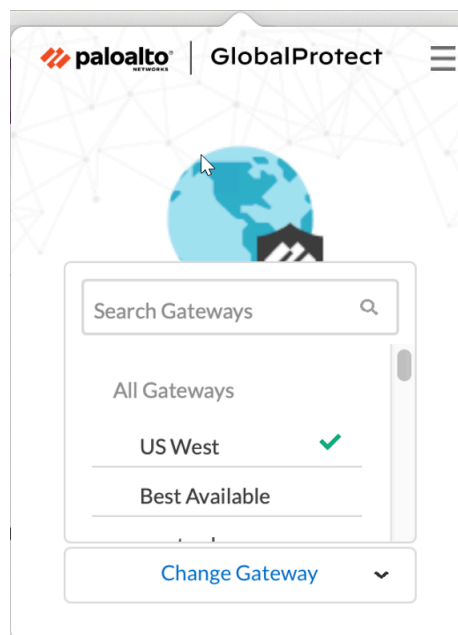 paloalto® | GlobalProtect
NETWORKS
Search Gateways
All Gateways
US West
Best Available
Change Gateway